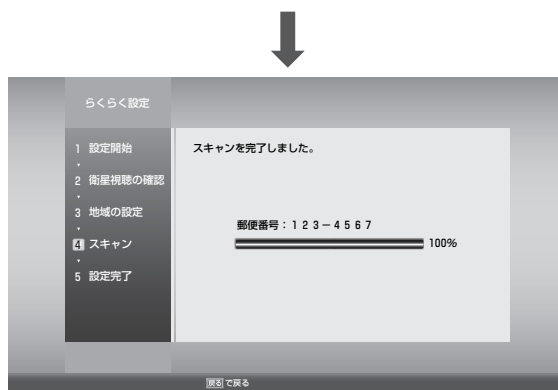 らくらく設定
1 設定開始
2 衛星視聴の確認
3 地域の設定
4 スキャン
5 設定完了
スキャンを完了しました。
郵便番号：１２３－４５６７
100%
戻る で戻る